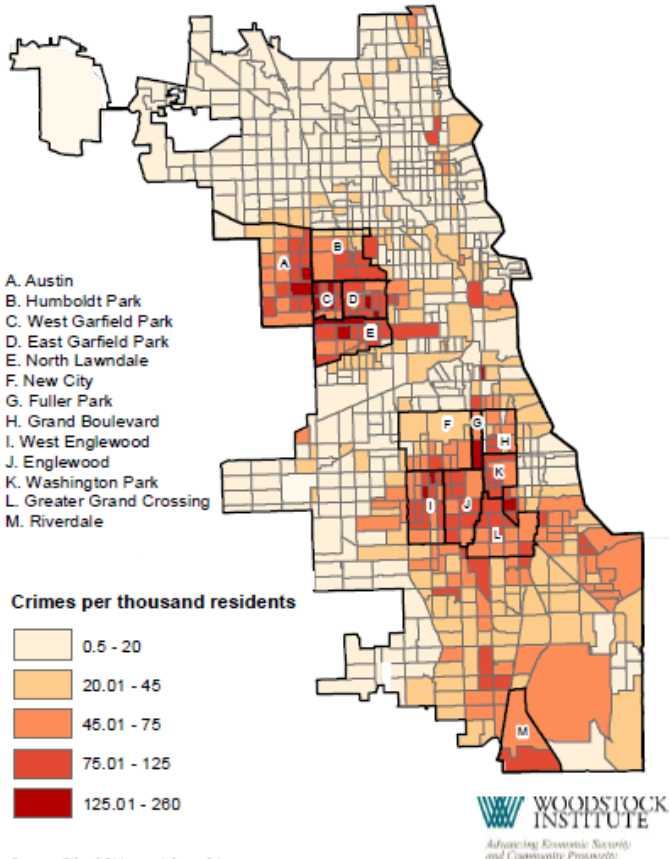 A. Austin
B. Humboldt Park
C. West Garfield Park
D. East Garfield Park
E. North Lawndale
F. New City
G. Fuller Park
H. Grand Boulevard
I. West Englewood
J. Englewood
K. Washington Park
L. Greater Grand Crossing
M. Riverdale
A
B
C
D
E
F
G
H
K
I
J
L
M
Crimes per thousand residents
0.5 - 20
20.01 - 45
45.01 - 75
75.01 - 125
125.01 - 260
WOODSTOCK
INSTITUTE
Advancing Economic Security
and Community Prosperity